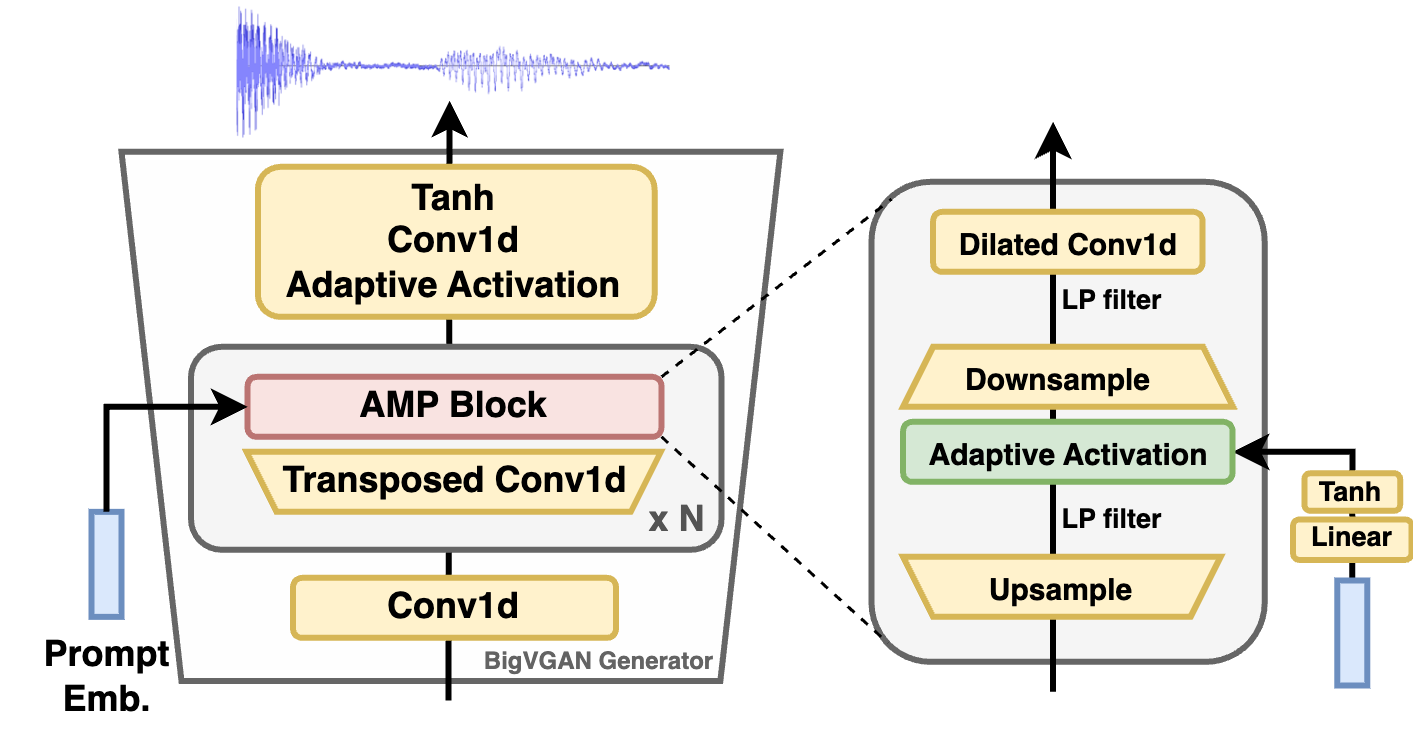 Tanh
Conv1d
Adaptive Activation
AMP Block
Transposed Conv1d
x N
Conv1d
BigVGAN Generator
Prompt
Emb.
Dilated Conv1d
LP filter
Downsample
Adaptive Activation
LP filter
Upsample
Tanh
Linear